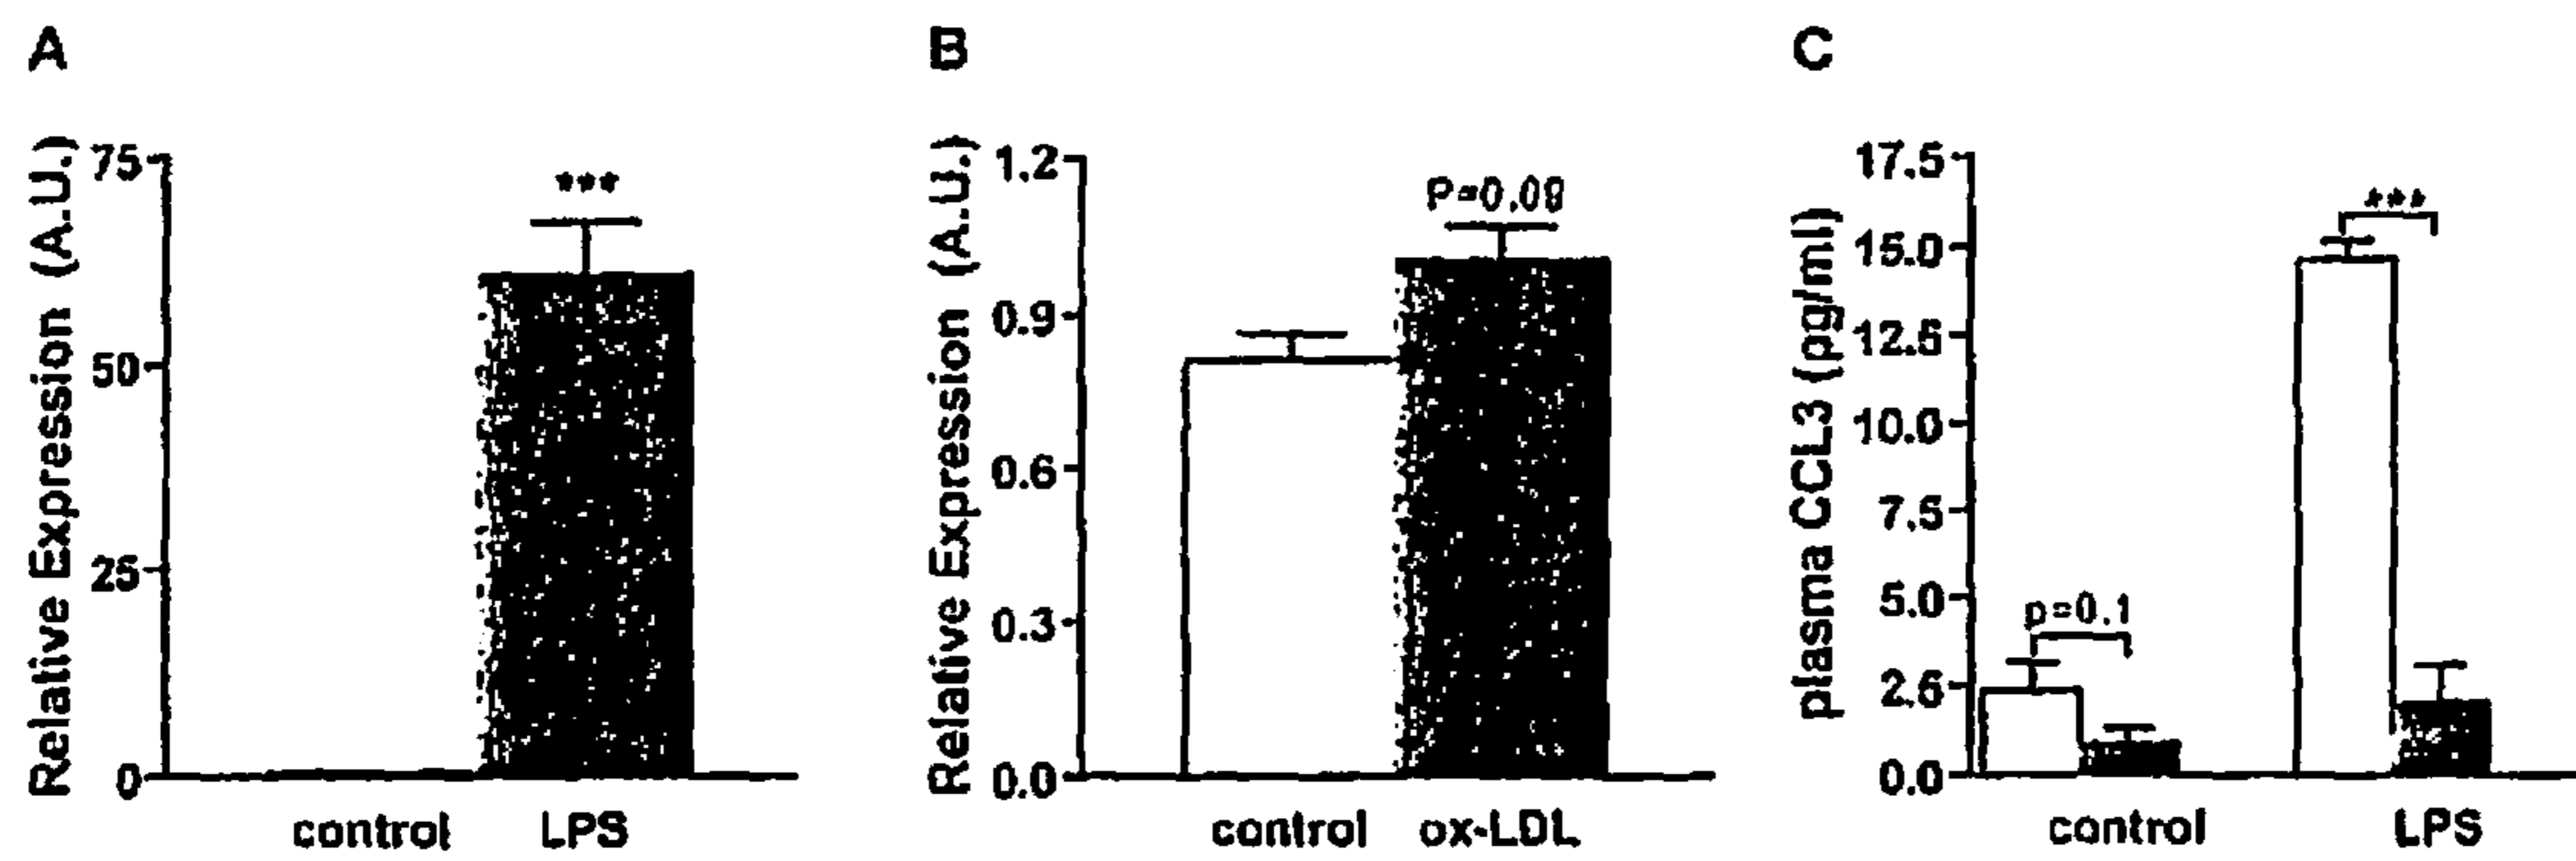 A
Relative Expression (A.U.)
75
50
25
0
***
control LPS
B
Relative Expression (A.U.)
1.2
0.9
0.6
0.3
0.0
P=0.09
control ox-LDL
C
plasma CCL3 (pg/ml)
17.5
15.0
12.5
10.0
7.5
5.0
2.5
0.0
p=0.1
***
control LPS